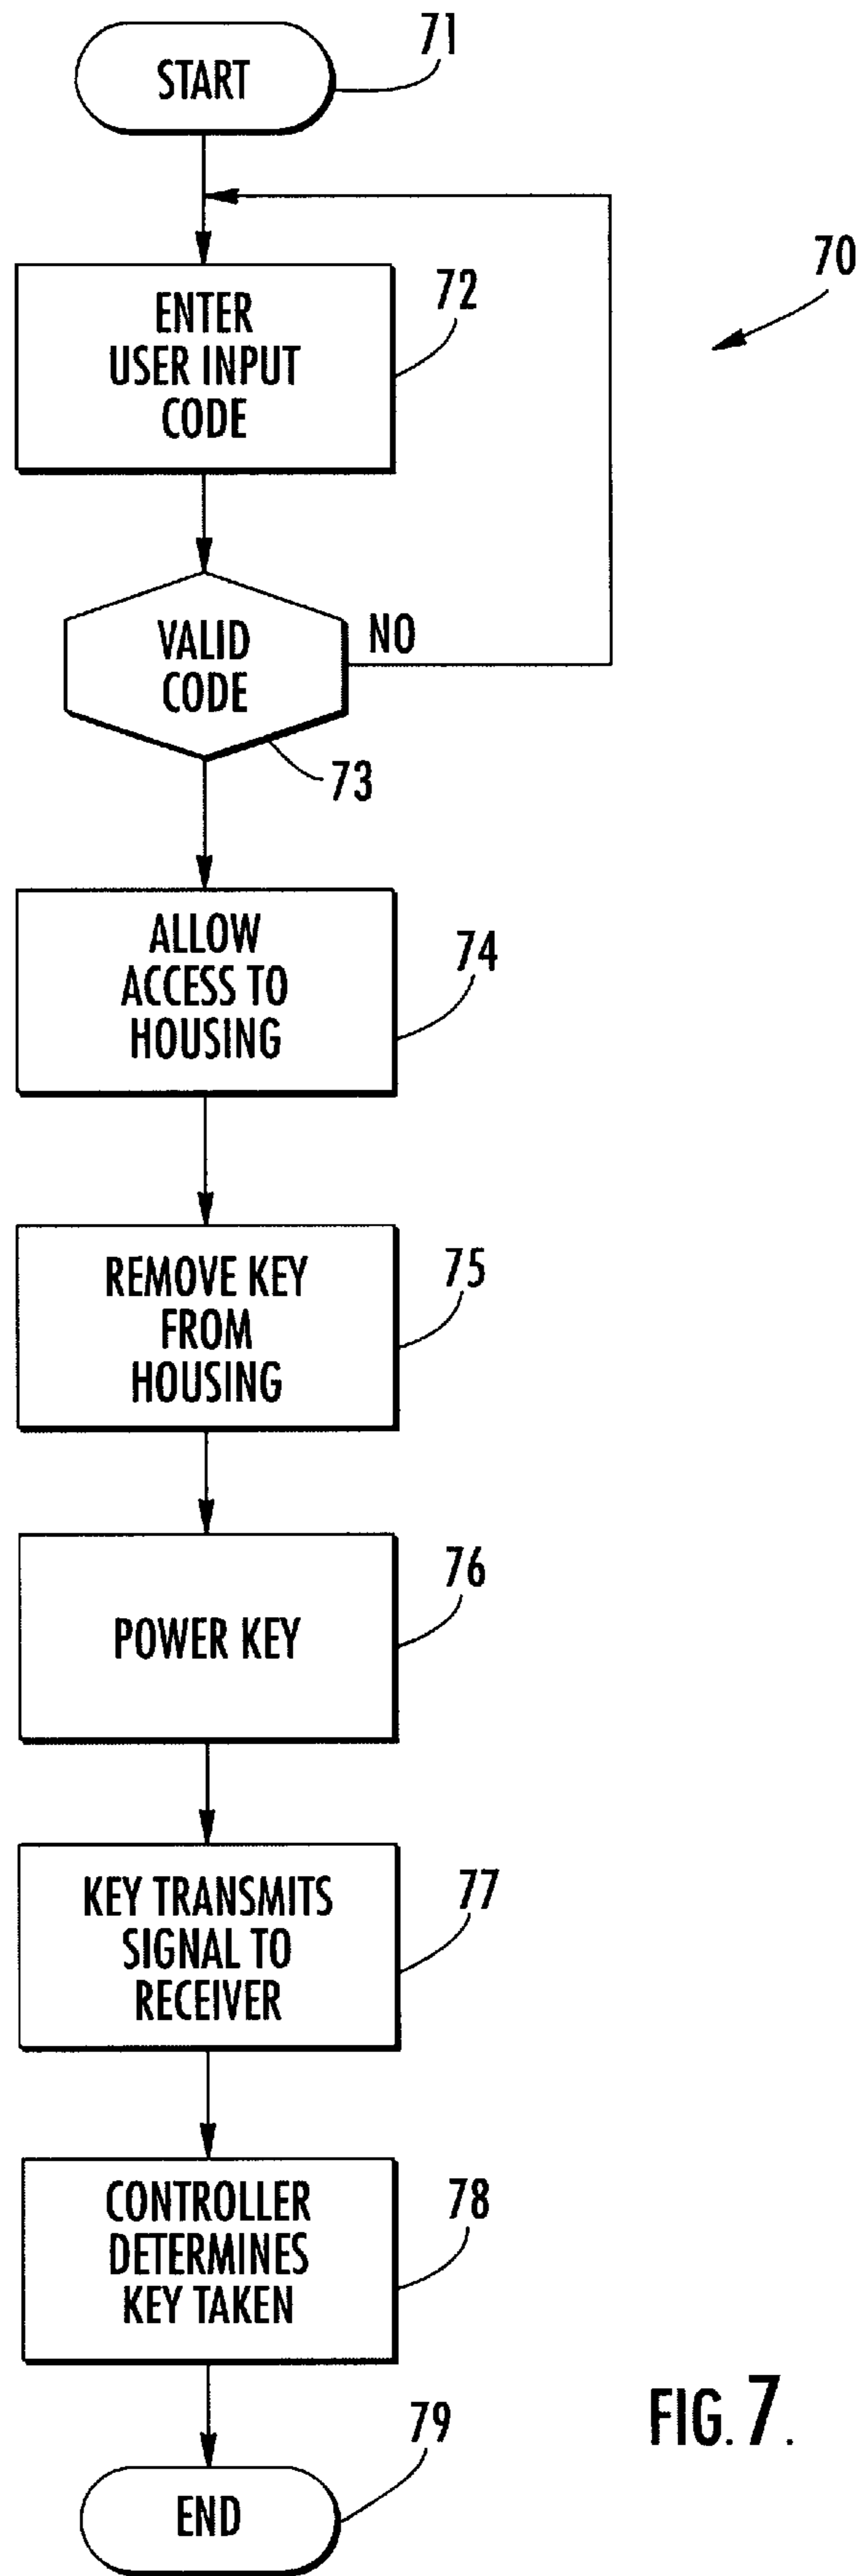 START
71
70
ENTER
USER INPUT
CODE
72
VALID
CODE
NO
73
ALLOW
ACCESS TO
HOUSING
74
REMOVE KEY
FROM
HOUSING
75
POWER KEY
76
KEY TRANSMITS
SIGNAL TO
RECEIVER
77
CONTROLLER
DETERMINES
KEY TAKEN
78
END
79
FIG. 7.